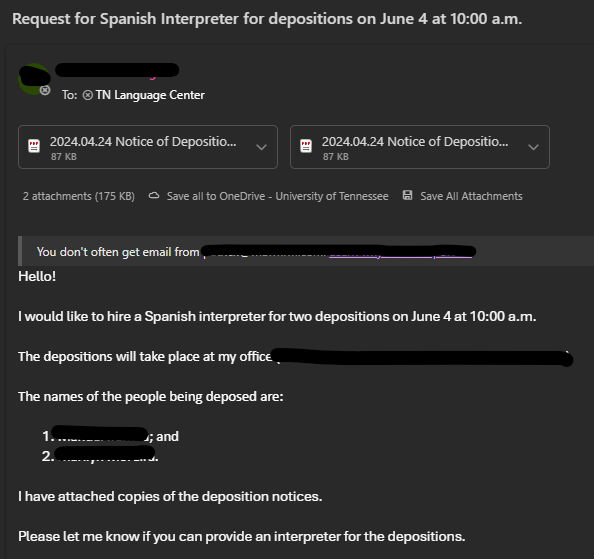 Request for Spanish Interpreter for depositions on June 4 at 10:00 a.m.
To: TN Language Center
2024.04.24 Notice of Depositio...
87 KB
2024.04.24 Notice of Depositio...
87 KB
2 attachments (175 KB) Save all to OneDrive - University of Tennessee Save All Attachments
You don't often get email from
Hello!
I would like to hire a Spanish interpreter for two depositions on June 4 at 10:00 a.m.
The depositions will take place at my office
The names of the people being deposed are:
1. ; and
2. .
I have attached copies of the deposition notices.
Please let me know if you can provide an interpreter for the depositions.